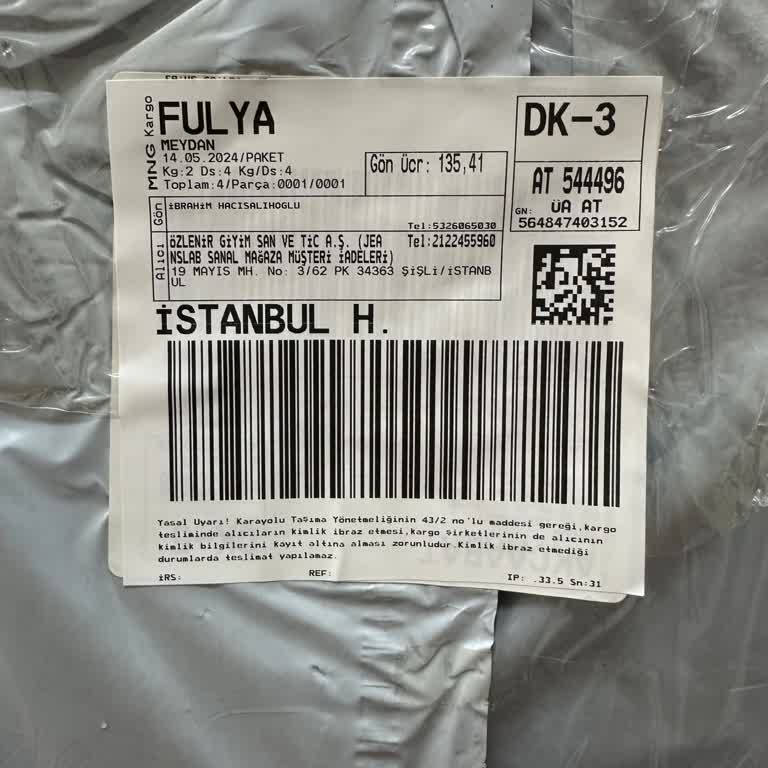 MNG Kargo
FULYA
MEYDAN
14.05.2024/PAKET
Kg:2 Ds:4 Kg/Ds:4
Toplam:4/Parça:0001/0001
Gön Ücr: 135,41
DK-3
AT 544496
ÜA AT
GN:
564847403152
Gön
İBRAHİM HACISALIHOGLU
Tel:5326065030
Alıcı
ÖZLENİR GİYİM SAN VE TİC A.Ş. (JEA Tel:2122455960
NSLAB SANAL MAĞAZA MÜŞTERİ İADELERİ)
19 MAYIS MH. No: 3/62 PK 34363 ŞİŞLİ/İSTANB
UL
İSTANBUL H.
Yasal Uyarı! Karayolu Taşıma Yönetmeliğinin 43/2 no'lu maddesi gereği,kargo
tesliminde alıcıların kimlik ibraz etmesi,kargo şirketlerinin de alıcının
kimlik bilgilerini kayıt altına alması zorunludur.Kimlik ibraz etmediği
durumlarda teslimat yapılamaz.
İRS:
REF:
IP: .33.5 Sn:31